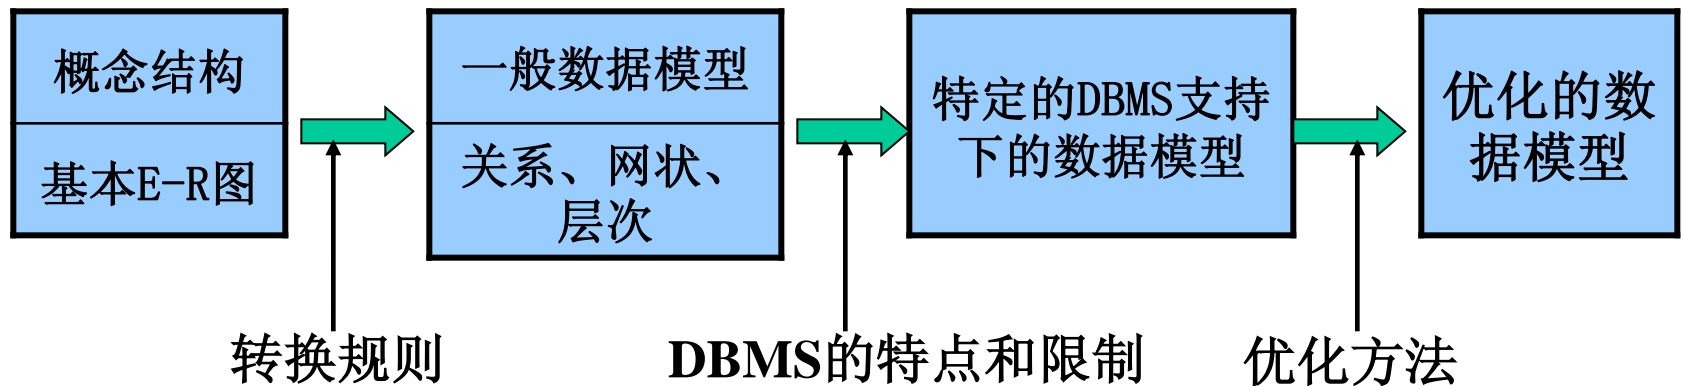 概念结构
基本E-R图
一般数据模型
关系、网状、
层次
特定的DBMS支持
下的数据模型
优化的数
据模型
转换规则
DBMS的特点和限制
优化方法